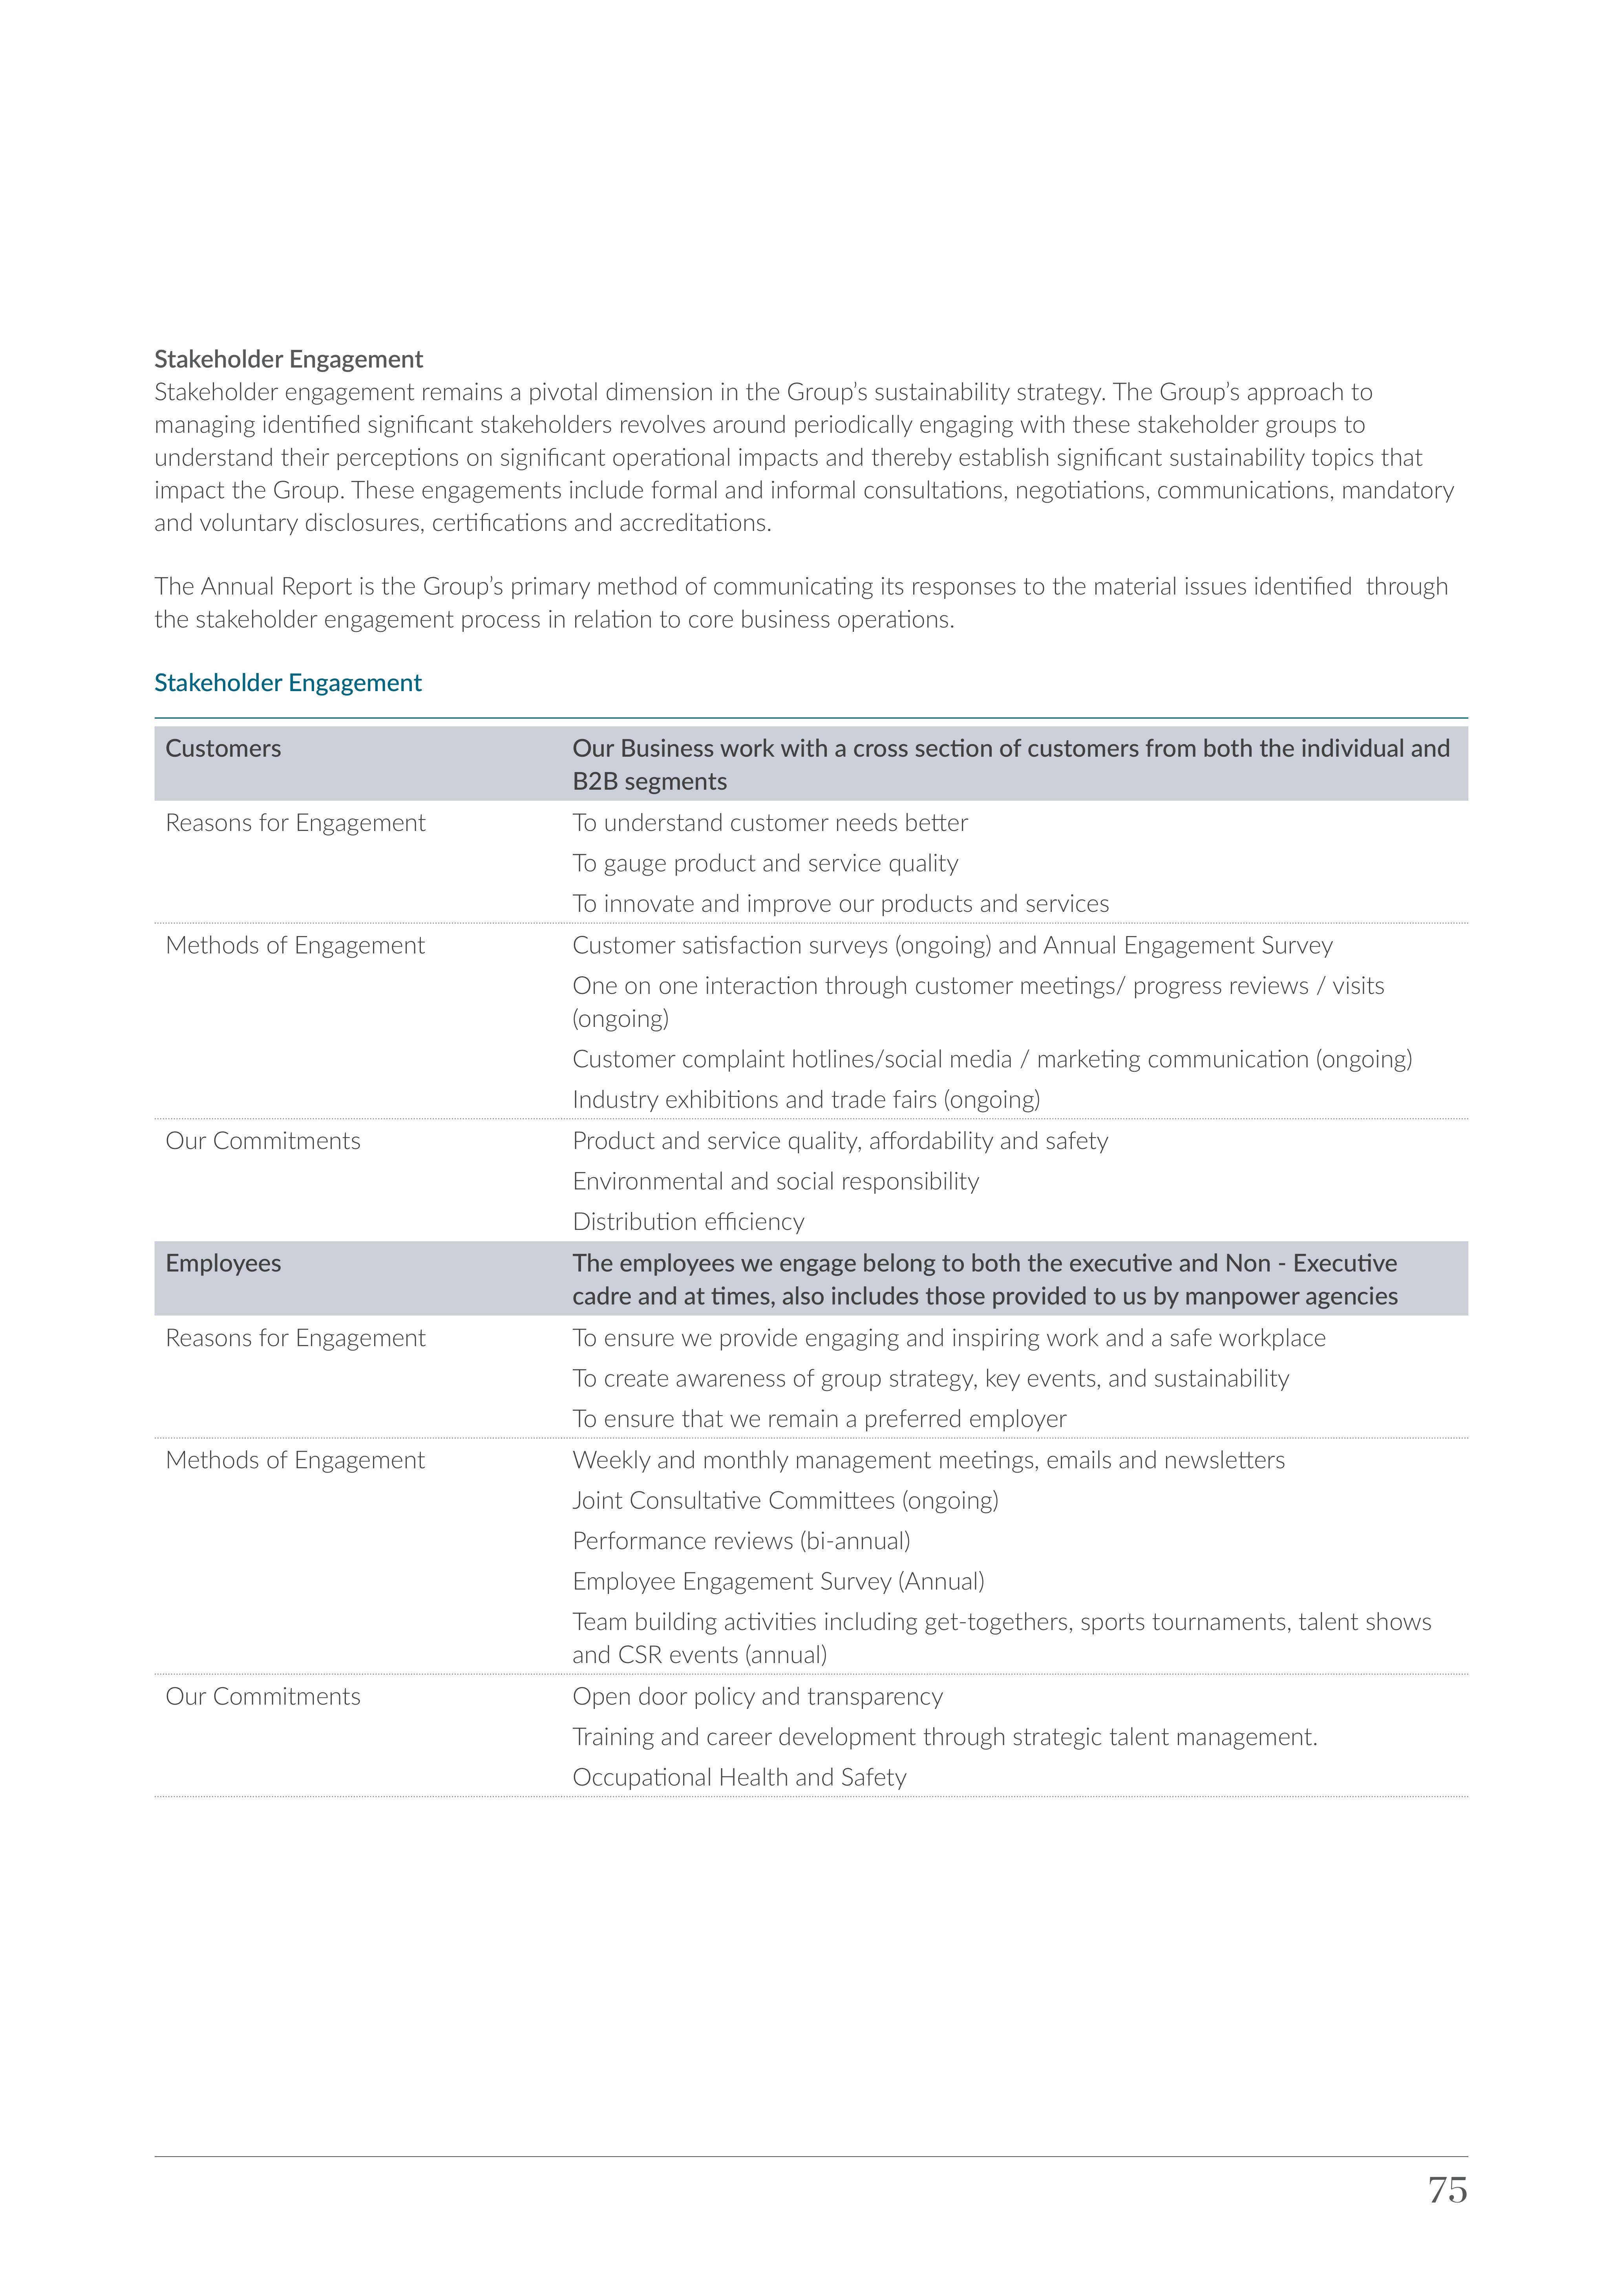 Stakeholder Engagement
Stakeholder engagement remains a pivotal dimension in the Group’s sustainability strategy. The Group’s approach to
managing identified significant stakeholders revolves around periodically engaging with these stakeholder groups to
understand their perceptions on significant operational impacts and thereby establish significant sustainability topics that
impact the Group. These engagements include formal and informal consultations, negotiations, communications, mandatory
and voluntary disclosures, certifications and accreditations.
The Annual Report is the Group’s primary method of communicating its responses to the material issues identified  through
the stakeholder engagement process in relation to core business operations.
Stakeholder Engagement
Customers
Our Business work with a cross section of customers from both the individual and
B2B segments
Reasons for Engagement
To understand customer needs better
To gauge product and service quality
To innovate and improve our products and services
Methods of Engagement
Customer satisfaction surveys (ongoing) and Annual Engagement Survey
One on one interaction through customer meetings/ progress reviews / visits
(ongoing)
Customer complaint hotlines/social media / marketing communication (ongoing)
Industry exhibitions and trade fairs (ongoing)
Our Commitments
Product and service quality, affordability and safety
Environmental and social responsibility
Distribution efficiency
Employees
The employees we engage belong to both the executive and Non - Executive
cadre and at times, also includes those provided to us by manpower agencies
Reasons for Engagement
To ensure we provide engaging and inspiring work and a safe workplace
To create awareness of group strategy, key events, and sustainability
To ensure that we remain a preferred employer
Methods of Engagement
Weekly and monthly management meetings, emails and newsletters
Joint Consultative Committees (ongoing)
Performance reviews (bi-annual)
Employee Engagement Survey (Annual)
Team building activities including get-togethers, sports tournaments, talent shows
and CSR events (annual)
Our Commitments
Open door policy and transparency
Training and career development through strategic talent management.
Occupational Health and Safety
75